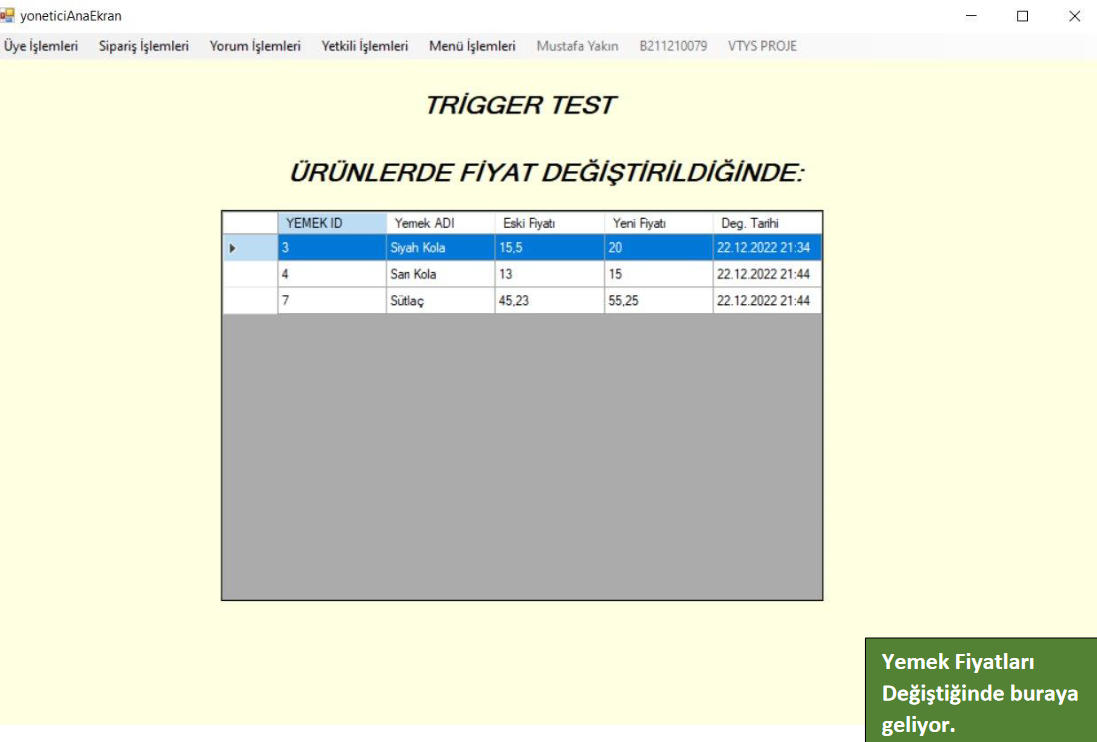 yoneticiAnaEkran
Üye İşlemleri Sipariş İşlemleri Yorum İşlemleri Yetkili İşlemleri Menü İşlemleri Mustafa Yakın B211210079 VTYS PROJE
TRİGGER TEST
ÜRÜNLERDE FİYAT DEĞİŞTİRİLDİĞİNDE:
YEMEK ID Yemek ADI Eski Fiyatı Yeni Fiyatı Deg. Tarihi
3 Siyah Kola 15,5 20 22.12.2022 21:34
4 Sarı Kola 13 15 22.12.2022 21:44
7 Sütlaç 45,23 55,25 22.12.2022 21:44
Yemek Fiyatları
Değiştiğinde buraya
geliyor.